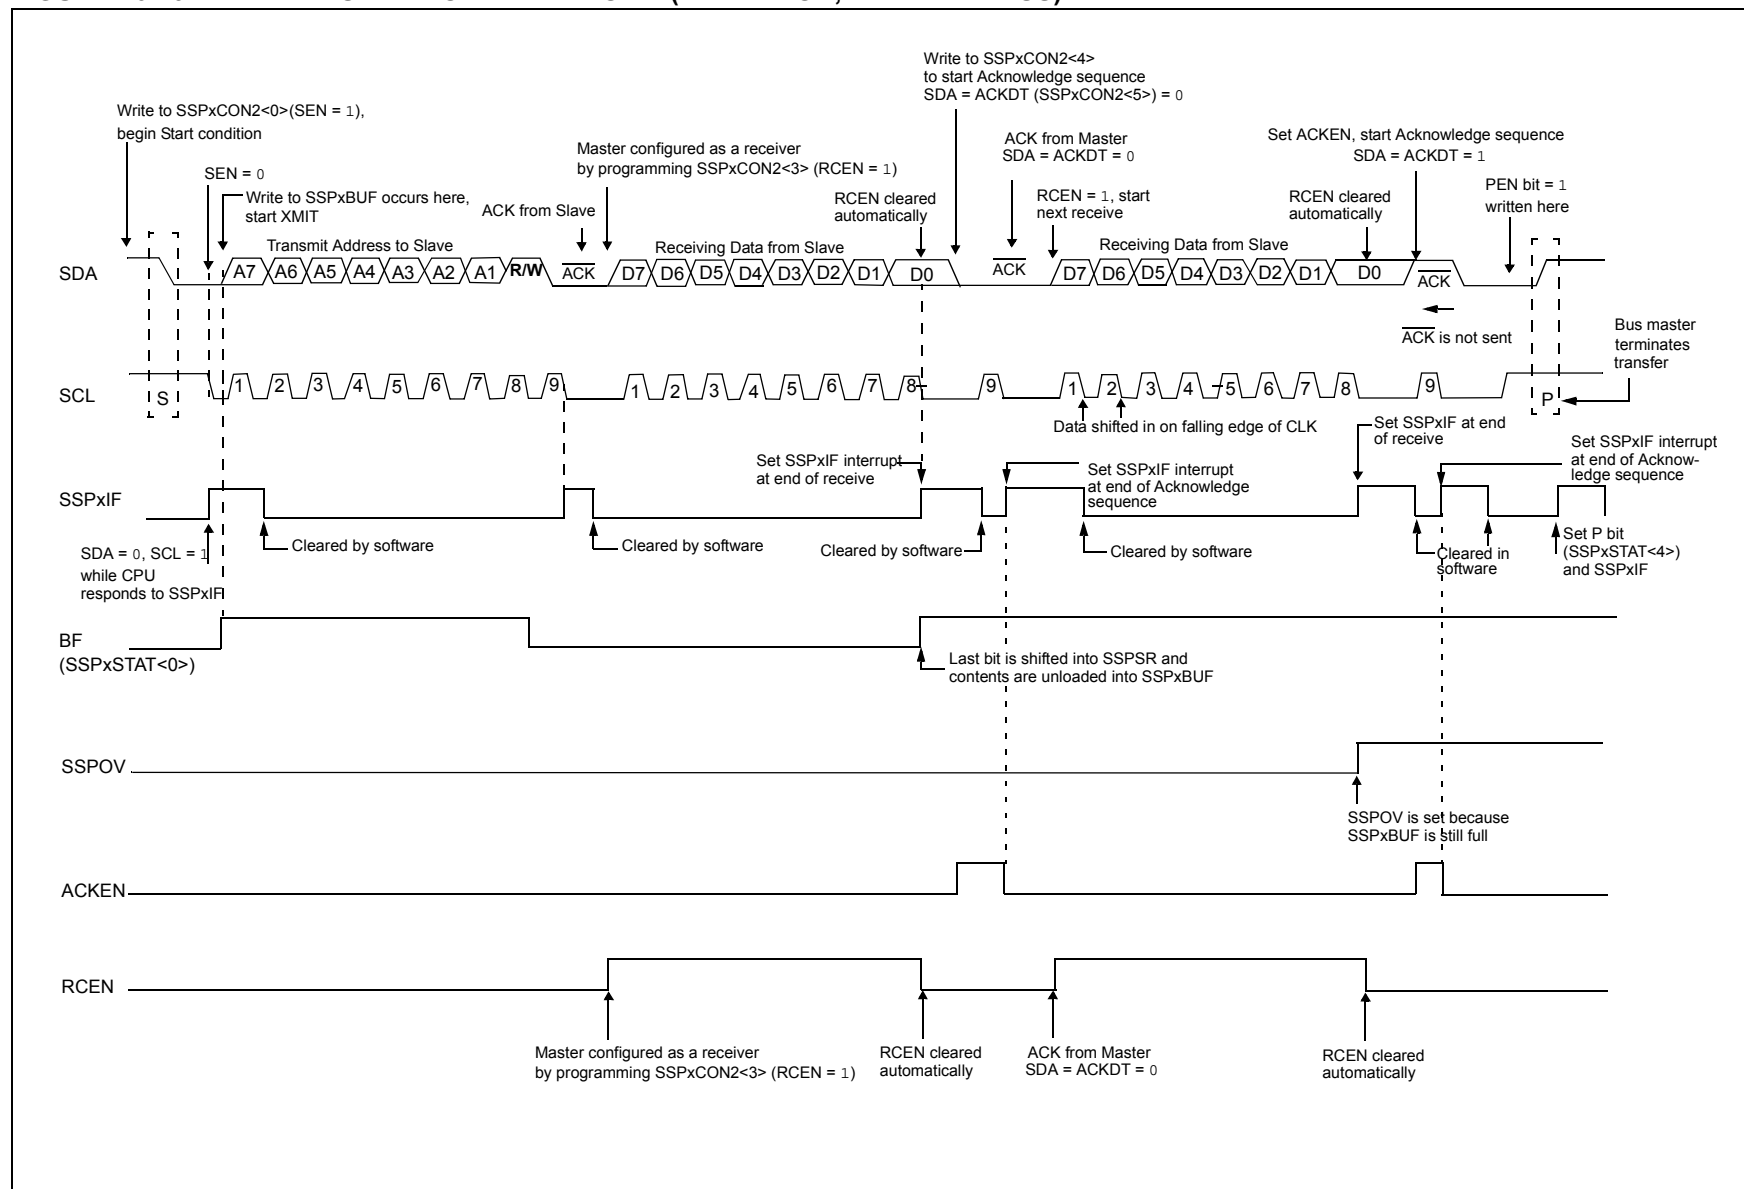 Write to SSPxCON2<4>
to start Acknowledge sequence
SDA = ACKDT (SSPxCON2<5>) = 0
Write to SSPxCON2<0>(SEN = 1),
begin Start condition
Master configured as a receiver
by programming SSPxCON2<3> (RCEN = 1)
ACK from Master
SDA = ACKDT = 0
Set ACKEN, start Acknowledge sequence
SDA = ACKDT = 1
SEN = 0
Write to SSPxBUF occurs here,
start XMIT
ACK from Slave
RCEN cleared
automatically
RCEN = 1, start
next receive
RCEN cleared
automatically
PEN bit = 1
written here
Transmit Address to Slave
Receiving Data from Slave
Receiving Data from Slave
SDA A7 A6 A5 A4 A3 A2 A1 R/W ACK D7 D6 D5 D4 D3 D2 D1 D0 ACK D7 D6 D5 D4 D3 D2 D1 D0 ACK
ACK is not sent
Bus master
terminates
transfer
SCL S 1 2 3 4 5 6 7 8 9 1 2 3 4 5 6 7 8 9 1 2 3 4 5 6 7 8 9 P
Data shifted in on falling edge of CLK
Set SSPxIF at end
of receive
Set SSPxIF interrupt
at end of receive
Set SSPxIF interrupt
at end of Acknowledge
sequence
Set SSPxIF interrupt
at end of Acknow-
ledge sequence
SSPxIF
SDA = 0, SCL = 1
while CPU
responds to SSPxIF
Cleared by software
Cleared by software
Cleared by software
Cleared by software
Cleared in
software
Set P bit
(SSPxSTAT<4>)
and SSPxIF
BF
(SSPxSTAT<0>)
Last bit is shifted into SSPSR and
contents are unloaded into SSPxBUF
SSPOV
SSPOV is set because
SSPxBUF is still full
ACKEN
RCEN
Master configured as a receiver
by programming SSPxCON2<3> (RCEN = 1)
RCEN cleared
automatically
ACK from Master
SDA = ACKDT = 0
RCEN cleared
automatically